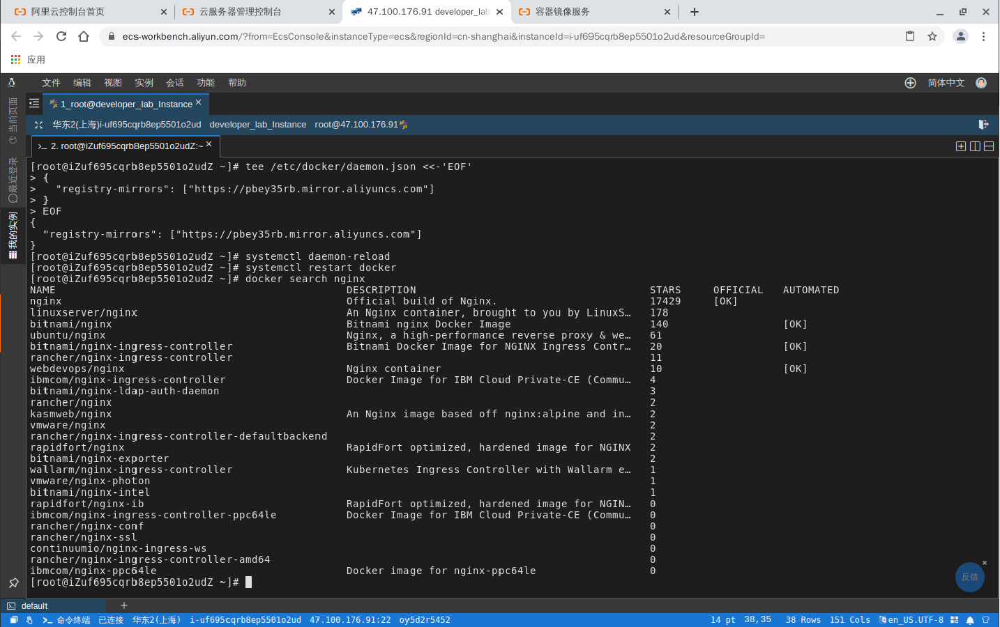 阿里云控制台首页
云服务器管理控制台
47.100.176.91 developer_lab
容器镜像服务
ecs-workbench.aliyun.com/?from=EcsConsole&instanceType=ecs&regionId=cn-shanghai&instanceId=i-uf695cqrb8ep5501o2ud&resourceGroupId=
应用
文件 编辑 视图 实例 会话 功能 帮助
简体中文
当前页面
最近登录
我的实例
1_root@developer_lab_Instance
华东2(上海)i-uf695cqrb8ep5501o2ud developer_lab_Instance root@47.100.176.91
2. root@iZuf695cqrb8ep5501o2udZ:~
[root@iZuf695cqrb8ep5501o2udZ ~]# tee /etc/docker/daemon.json <<-'EOF'
> {
>   "registry-mirrors": ["https://pbey35rb.mirror.aliyuncs.com"]
> }
> EOF
{
  "registry-mirrors": ["https://pbey35rb.mirror.aliyuncs.com"]
}
[root@iZuf695cqrb8ep5501o2udZ ~]# systemctl daemon-reload
[root@iZuf695cqrb8ep5501o2udZ ~]# systemctl restart docker
[root@iZuf695cqrb8ep5501o2udZ ~]# docker search nginx
NAME DESCRIPTION STARS OFFICIAL AUTOMATED
nginx Official build of Nginx. 17429 [OK]
linuxserver/nginx An Nginx container, brought to you by LinuxS… 178
bitnami/nginx Bitnami nginx Docker Image 140 [OK]
ubuntu/nginx Nginx, a high-performance reverse proxy & we… 61
bitnami/nginx-ingress-controller Bitnami Docker Image for NGINX Ingress Contr… 20 [OK]
rancher/nginx-ingress-controller 11
webdevops/nginx Nginx container 10 [OK]
ibmcom/nginx-ingress-controller Docker Image for IBM Cloud Private-CE (Commu… 4
bitnami/nginx-ldap-auth-daemon 3
rancher/nginx 2
kasmweb/nginx An Nginx image based off nginx:alpine and in… 2
vmware/nginx 2
rancher/nginx-ingress-controller-defaultbackend 2
rapidfort/nginx RapidFort optimized, hardened image for NGINX 2
bitnami/nginx-exporter 2
wallarm/nginx-ingress-controller Kubernetes Ingress Controller with Wallarm e… 1
vmware/nginx-photon 1
bitnami/nginx-intel 1
rapidfort/nginx-ib RapidFort optimized, hardened image for NGIN… 0
ibmcom/nginx-ingress-controller-ppc64le Docker Image for IBM Cloud Private-CE (Commu… 0
rancher/nginx-conf 0
rancher/nginx-ssl 0
continuumio/nginx-ingress-ws 0
rancher/nginx-ingress-controller-amd64 0
ibmcom/nginx-ppc64le Docker image for nginx-ppc64le 0
[root@iZuf695cqrb8ep5501o2udZ ~]#
反馈
default
命令终端 已连接 华东2(上海) i-uf695cqrb8ep5501o2ud 47.100.176.91:22 oy5d2r5452 14 pt 38,35 38 Rows 151 Cols en_US.UTF-8